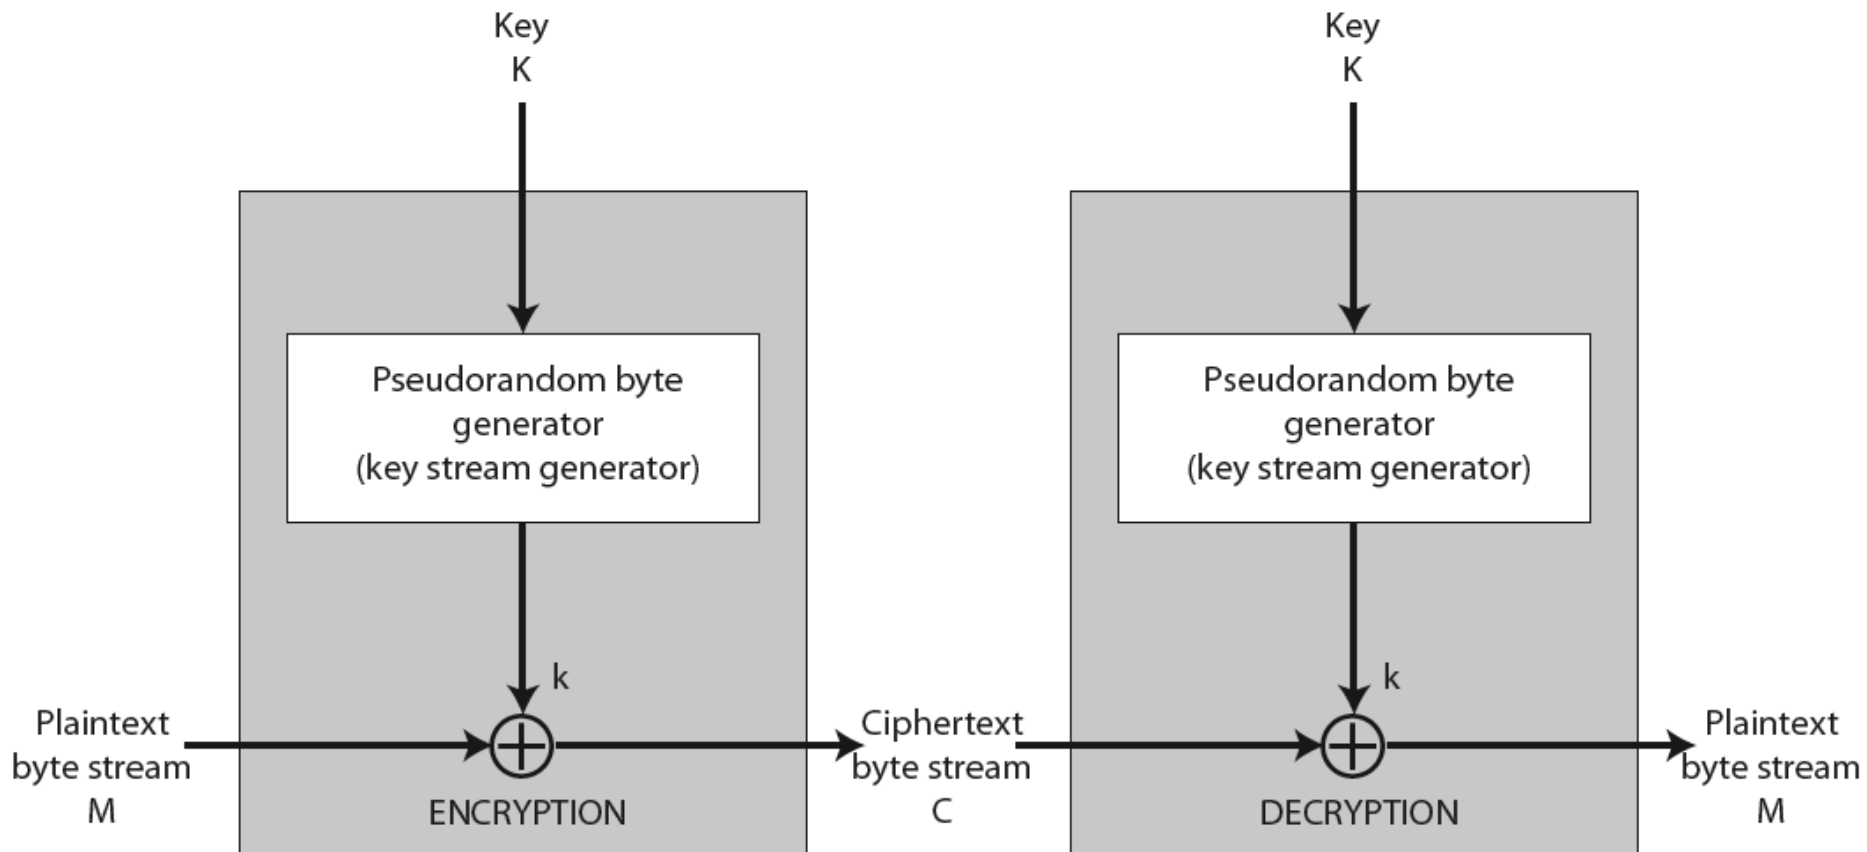 Key
K
Key
K
Pseudorandom byte
generator
(key stream generator)
Pseudorandom byte
generator
(key stream generator)
k
k
Plaintext
byte stream
M
ENCRYPTION
Ciphertext
byte stream
C
DECRYPTION
Plaintext
byte stream
M